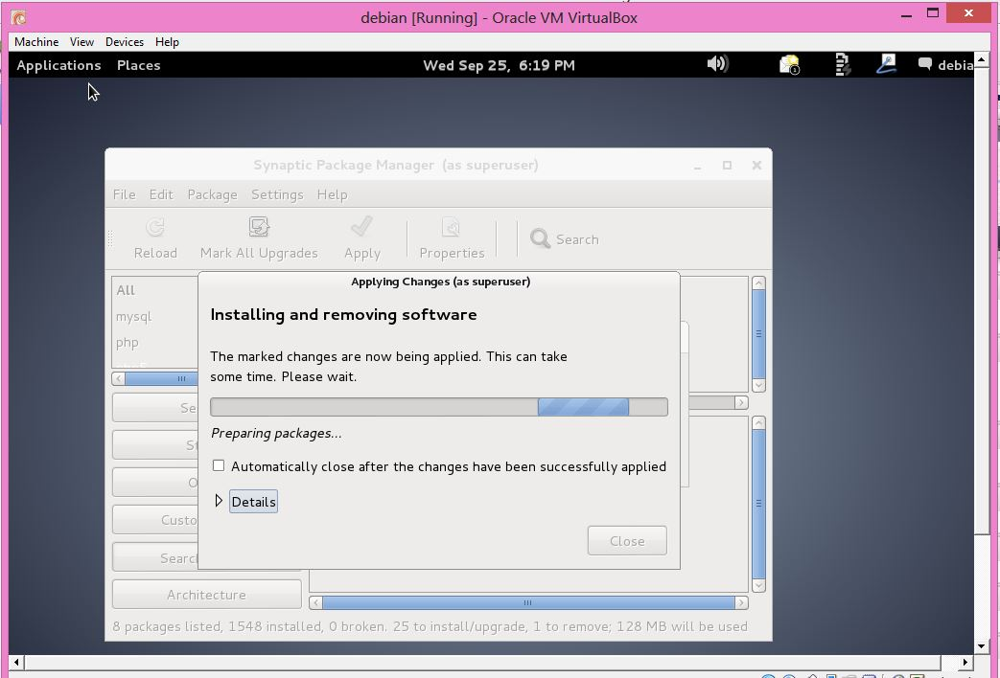 debian [Running] - Oracle VM VirtualBox
Machine View Devices Help
Applications Places Wed Sep 25, 6:19 PM debia
Synaptic Package Manager (as superuser)
File Edit Package Settings Help
Reload Mark All Upgrades Apply Properties Search
All
mysql
php
Applying Changes (as superuser)
Installing and removing software
The marked changes are now being applied. This can take
some time. Please wait.
Preparing packages...
Automatically close after the changes have been successfully applied
Details
Close
Se
St
O
Custo
Search
Architecture
8 packages listed, 1548 installed, 0 broken. 25 to install/upgrade, 1 to remove; 128 MB will be used